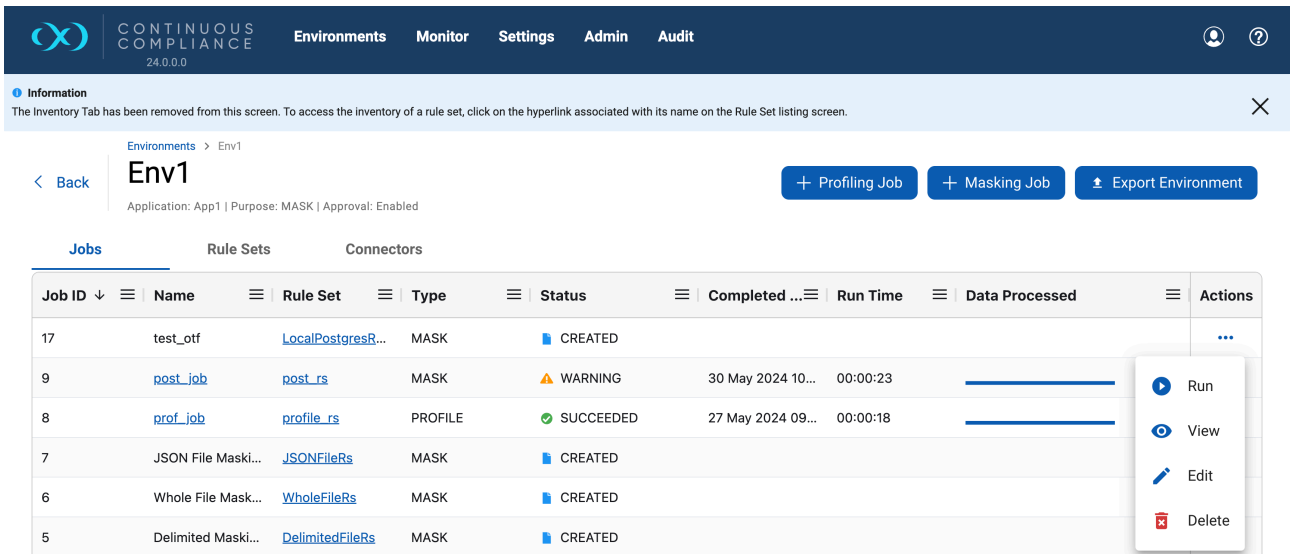 CONTINUOUS
COMPLIANCE
24.0.0.0
Environments Monitor Settings Admin Audit
Information
The Inventory Tab has been removed from this screen. To access the inventory of a rule set, click on the hyperlink associated with its name on the Rule Set listing screen.
Environments > Env1
Back
Env1
Application: App1 | Purpose: MASK | Approval: Enabled
+ Profiling Job + Masking Job Export Environment
Jobs Rule Sets Connectors
Job ID Name Rule Set Type Status Completed ... Run Time Data Processed Actions
17 test_otf LocalPostgresR... MASK CREATED ...
9 post_job post_rs MASK WARNING 30 May 2024 10... 00:00:23
8 prof_job profile_rs PROFILE SUCCEEDED 27 May 2024 09... 00:00:18
7 JSON File Maski... JSONFileRs MASK CREATED
6 Whole File Mask... WholeFileRs MASK CREATED
5 Delimited Maski... DelimitedFileRs MASK CREATED
Run
View
Edit
Delete